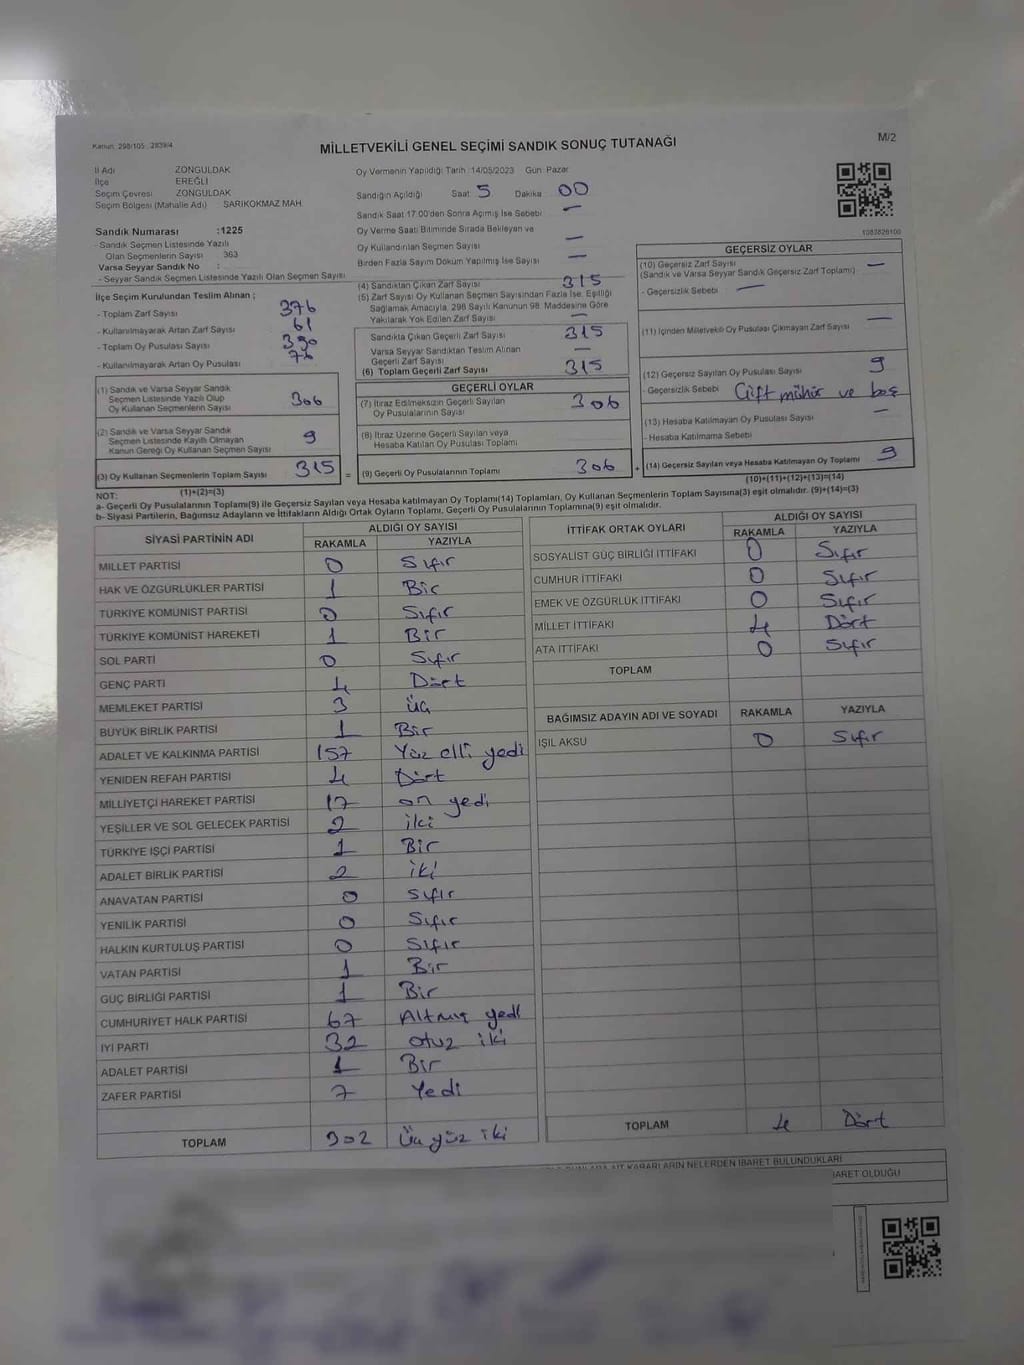 Kanun: 298/105 , 2839/4
MİLLETVEKİLİ GENEL SEÇİMİ SANDIK SONUÇ TUTANAĞI
M/2
İl Adı ZONGULDAK
İlçe EREĞLİ
Seçim Çevresi ZONGULDAK
Seçim Bölgesi (Mahalle Adı) SARIKOKMAZ MAH.
Oy Vermenin Yapıldığı Tarih :14/05/2023 Gün: Pazar
Sandığın Açıldığı Saat: 5 Dakika: 00
Sandık Saat 17:00'den Sonra Açımış İse Sebebi —
Oy Verme Saati Bitiminde Sırada Bekleyen ve
Oy Kullandırılan Seçmen Sayısı —
Birden Fazla Sayım Döküm Yapılmış İse Sayısı —
1083826100
Sandık Numarası :1225
- Sandık Seçmen Listesinde Yazılı
Olan Seçmenlerin Sayısı 363
Varsa Seyyar Sandık No :
- Seyyar Sandık Seçmen Listesinde Yazılı Olan Seçmen Sayısı
İlçe Seçim Kurulundan Teslim Alınan ;
- Toplam Zarf Sayısı 376
- Kullanılmayarak Artan Zarf Sayısı 61
- Toplam Oy Pusulası Sayısı 390
- Kullanılmayarak Artan Oy Pusulası 76
(1) Sandık ve Varsa Seyyar Sandık
Seçmen Listesinde Yazılı Olup
Oy Kullanan Seçmenlerin Sayısı 306
(2) Sandık ve Varsa Seyyar Sandık
Seçmen Listesinde Kayıtlı Olmayan
Kanun Gereği Oy Kullanan Seçmen Sayısı 9
(3) Oy Kullanan Seçmenlerin Toplam Sayısı 315 =
(1)+(2)=(3)
(4) Sandıktan Çıkan Zarf Sayısı 315
(5) Zarf Sayısı Oy Kullanan Seçmen Sayısından Fazla İse, Eşitliği
Sağlamak Amacıyla, 298 Sayılı Kanunun 98. Maddesine Göre
Yakılarak Yok Edilen Zarf Sayısı —
Sandıkta Çıkan Geçerli Zarf Sayısı 315
Varsa Seyyar Sandıktan Teslim Alınan
Geçerli Zarf Sayısı —
(6) Toplam Geçerli Zarf Sayısı 315
GEÇERLİ OYLAR
(7) İtiraz Edilmeksizin Geçerli Sayılan
Oy Pusulalarının Sayısı 306
(8) İtiraz Üzerine Geçerli Sayılan veya
Hesaba Katılan Oy Pusulası Toplamı
(9) Geçerli Oy Pusulalarının Toplamı 306 +
GEÇERSİZ OYLAR
(10) Geçersiz Zarf Sayısı
(Sandık ve Varsa Seyyar Sandık Geçersiz Zarf Toplamı) —
- Geçersizlik Sebebi —
(11) İçinden Milletvekili Oy Pusulası Çıkmayan Zarf Sayısı —
(12) Geçersiz Sayılan Oy Pusulası Sayısı 9
- Geçersizlik Sebebi Çift mühür ve boş
(13) Hesaba Katılmayan Oy Pusulası Sayısı —
- Hesaba Katılmama Sebebi
(14) Geçersiz Sayılan veya Hesaba Katılmayan Oy Toplamı 9
(10)+(11)+(12)+(13)=(14)
NOT:
a- Geçerli Oy Pusulalarının Toplamı(9) ile Geçersiz Sayılan veya Hesaba katılmayan Oy Toplamı(14) Toplamları, Oy Kullanan Seçmenlerin Toplam Sayısına(3) eşit olmalıdır. (9)+(14)=(3)
b- Siyasi Partilerin, Bağımsız Adayların ve İttifakların Aldığı Ortak Oyların Toplamı, Geçerli Oy Pusulalarının Toplamına(9) eşit olmalıdır.
SİYASİ PARTİNİN ADI ALDIĞI OY SAYISI
RAKAMLA YAZIYLA
MİLLET PARTİSİ 0 Sıfır
HAK VE ÖZGÜRLÜKLER PARTİSİ 1 Bir
TÜRKİYE KOMÜNİST PARTİSİ 0 Sıfır
TÜRKİYE KOMÜNİST HAREKETİ 1 Bir
SOL PARTİ 0 Sıfır
GENÇ PARTİ 4 Dört
MEMLEKET PARTİSİ 3 üç
BÜYÜK BİRLİK PARTİSİ 1 Bir
ADALET VE KALKINMA PARTİSİ 157 Yüz elli yedi
YENİDEN REFAH PARTİSİ 4 Dört
MİLLİYETÇİ HAREKET PARTİSİ 17 on yedi
YEŞİLLER VE SOL GELECEK PARTİSİ 2 iki
TÜRKİYE İŞÇİ PARTİSİ 1 Bir
ADALET BİRLİK PARTİSİ 2 iki
ANAVATAN PARTİSİ 0 Sıfır
YENİLİK PARTİSİ 0 Sıfır
HALKIN KURTULUŞ PARTİSİ 0 Sıfır
VATAN PARTİSİ 1 Bir
GÜÇ BİRLİĞİ PARTİSİ 1 Bir
CUMHURİYET HALK PARTİSİ 67 Altmış yedi
İYİ PARTİ 32 otuz iki
ADALET PARTİSİ 1 Bir
ZAFER PARTİSİ 7 Yedi
TOPLAM 302 Üç yüz iki
İTTİFAK ORTAK OYLARI ALDIĞI OY SAYISI
RAKAMLA YAZIYLA
SOSYALİST GÜÇ BİRLİĞİ İTTİFAKI 0 Sıfır
CUMHUR İTTİFAKI 0 Sıfır
EMEK VE ÖZGÜRLÜK İTTİFAKI 0 Sıfır
MİLLET İTTİFAKI 4 Dört
ATA İTTİFAKI 0 Sıfır
TOPLAM
BAĞIMSIZ ADAYIN ADI VE SOYADI RAKAMLA YAZIYLA
IŞIL AKSU 0 Sıfır
TOPLAM 4 Dört
KARARLARIN NELERDEN İBARET BULUNDUKLARI
İBARET OLDUĞU